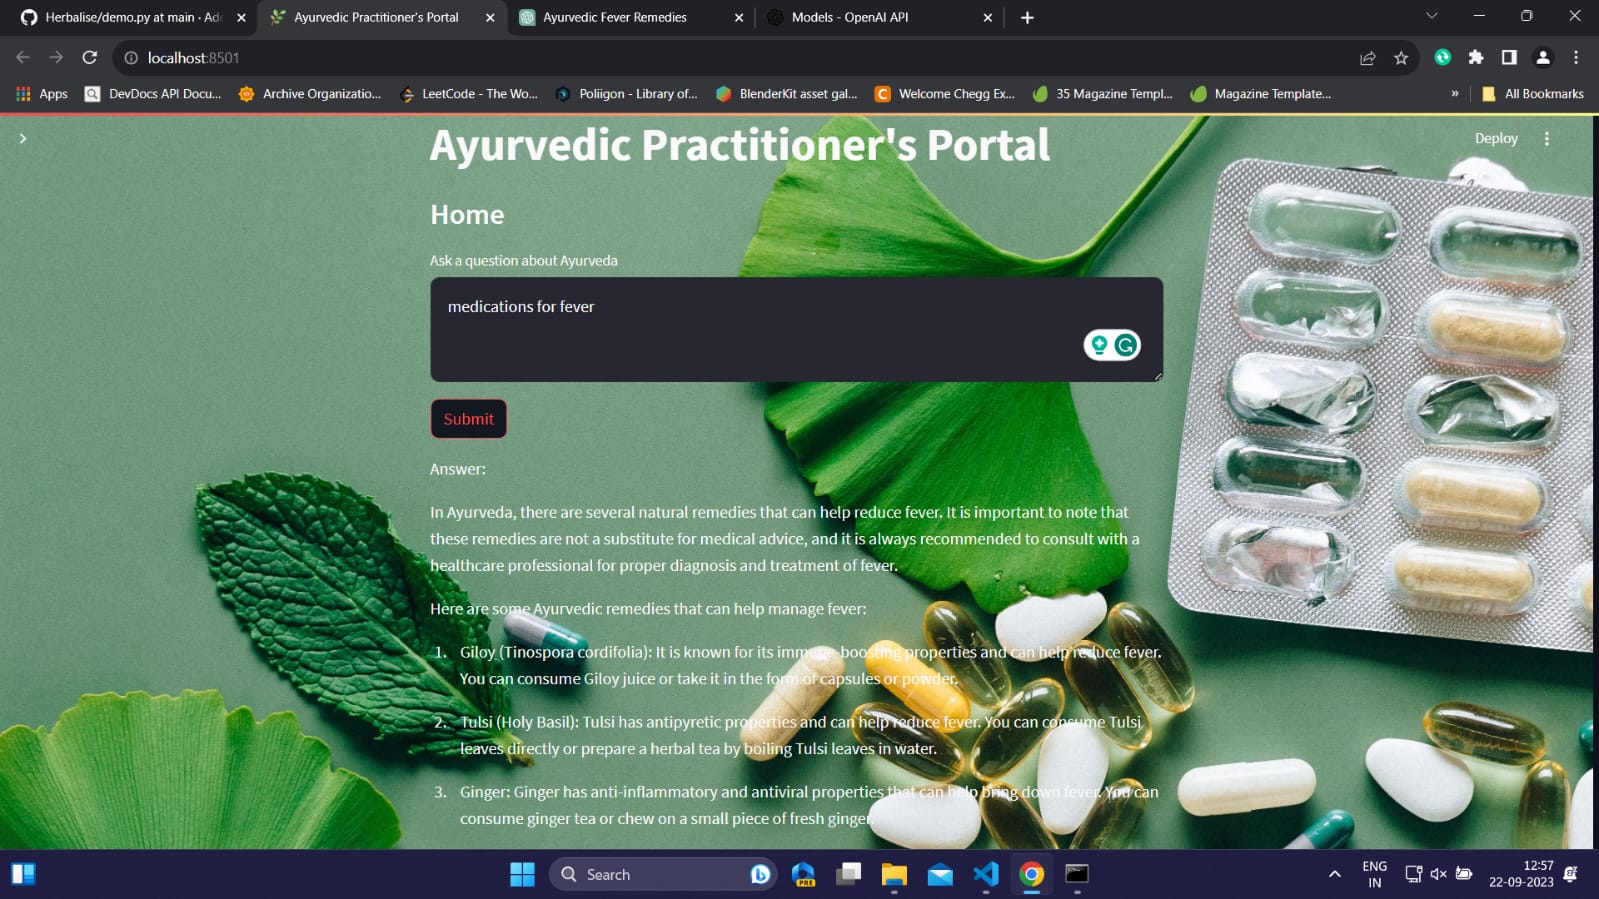 Herbalise/demo.py at main · Ad
Ayurvedic Practitioner's Portal
Ayurvedic Fever Remedies
Models - OpenAI API
localhost:8501
Apps
DevDocs API Docu...
Archive Organizatio...
LeetCode - The Wo...
Poliigon - Library of...
BlenderKit asset gal...
Welcome Chegg Ex...
35 Magazine Templ...
Magazine Template...
»
All Bookmarks
Deploy
Ayurvedic Practitioner's Portal
Home
Ask a question about Ayurveda
medications for fever
Submit
Answer:
In Ayurveda, there are several natural remedies that can help reduce fever. It is important to note that
these remedies are not a substitute for medical advice, and it is always recommended to consult with a
healthcare professional for proper diagnosis and treatment of fever.
Here are some Ayurvedic remedies that can help manage fever:
1. Giloy (Tinospora cordifolia): It is known for its immune-boosting properties and can help reduce fever.
You can consume Giloy juice or take it in the form of capsules or powder.
2. Tulsi (Holy Basil): Tulsi has antipyretic properties and can help reduce fever. You can consume Tulsi
leaves directly or prepare a herbal tea by boiling Tulsi leaves in water.
3. Ginger: Ginger has anti-inflammatory and antiviral properties that can help bring down fever. You can
consume ginger tea or chew on a small piece of fresh ginger.
Search
PRE
ENG
IN
12:57
22-09-2023